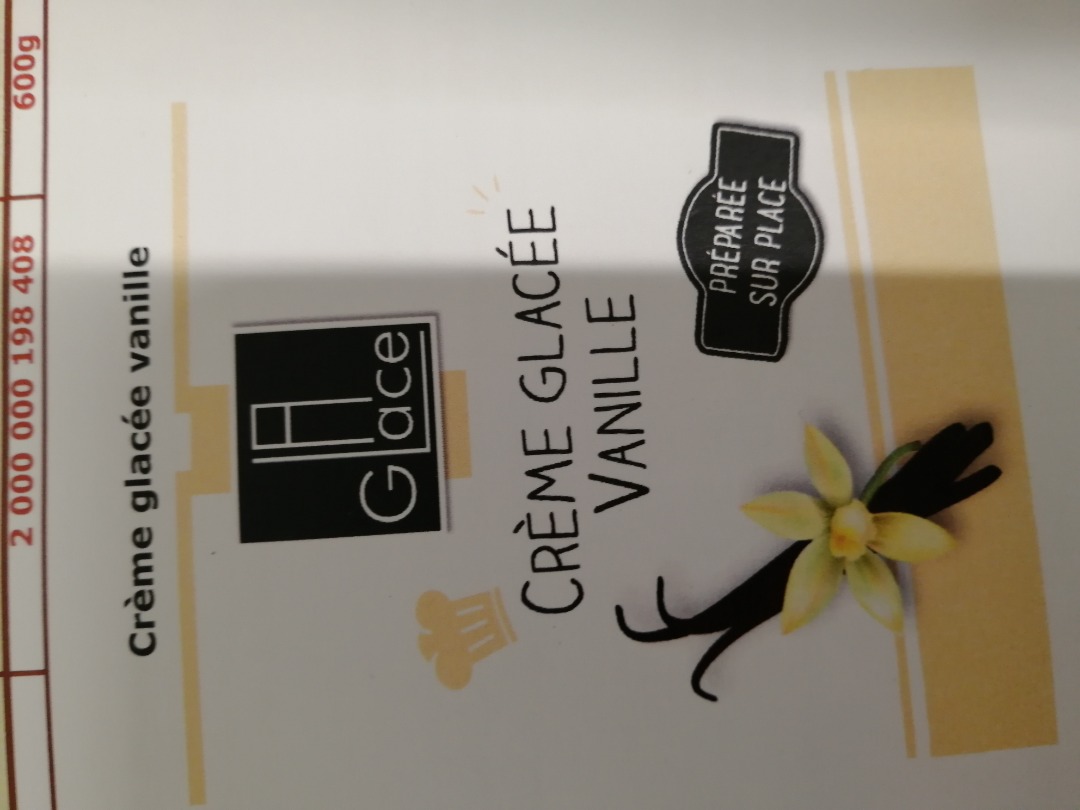 2 000 000 198 408 600g
Crème glacée vanille
Glace
CRÈME GLACÉE
VANILLE
PRÉPARÉE
SUR PLACE